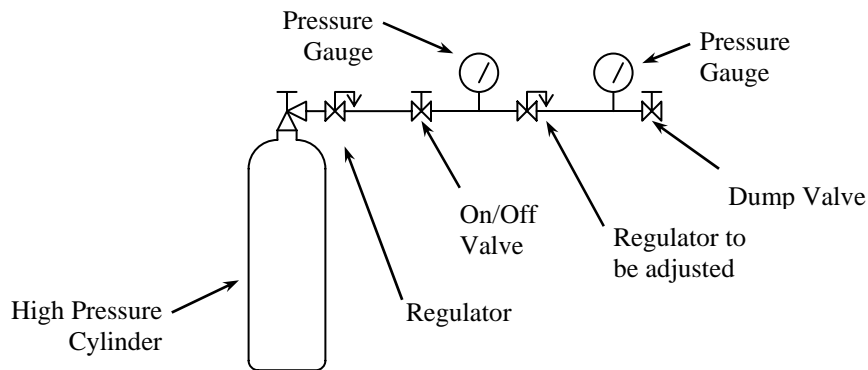 Pressure
Gauge
Pressure
Gauge
Dump Valve
On/Off
Valve
Regulator to
be adjusted
High Pressure
Cylinder
Regulator